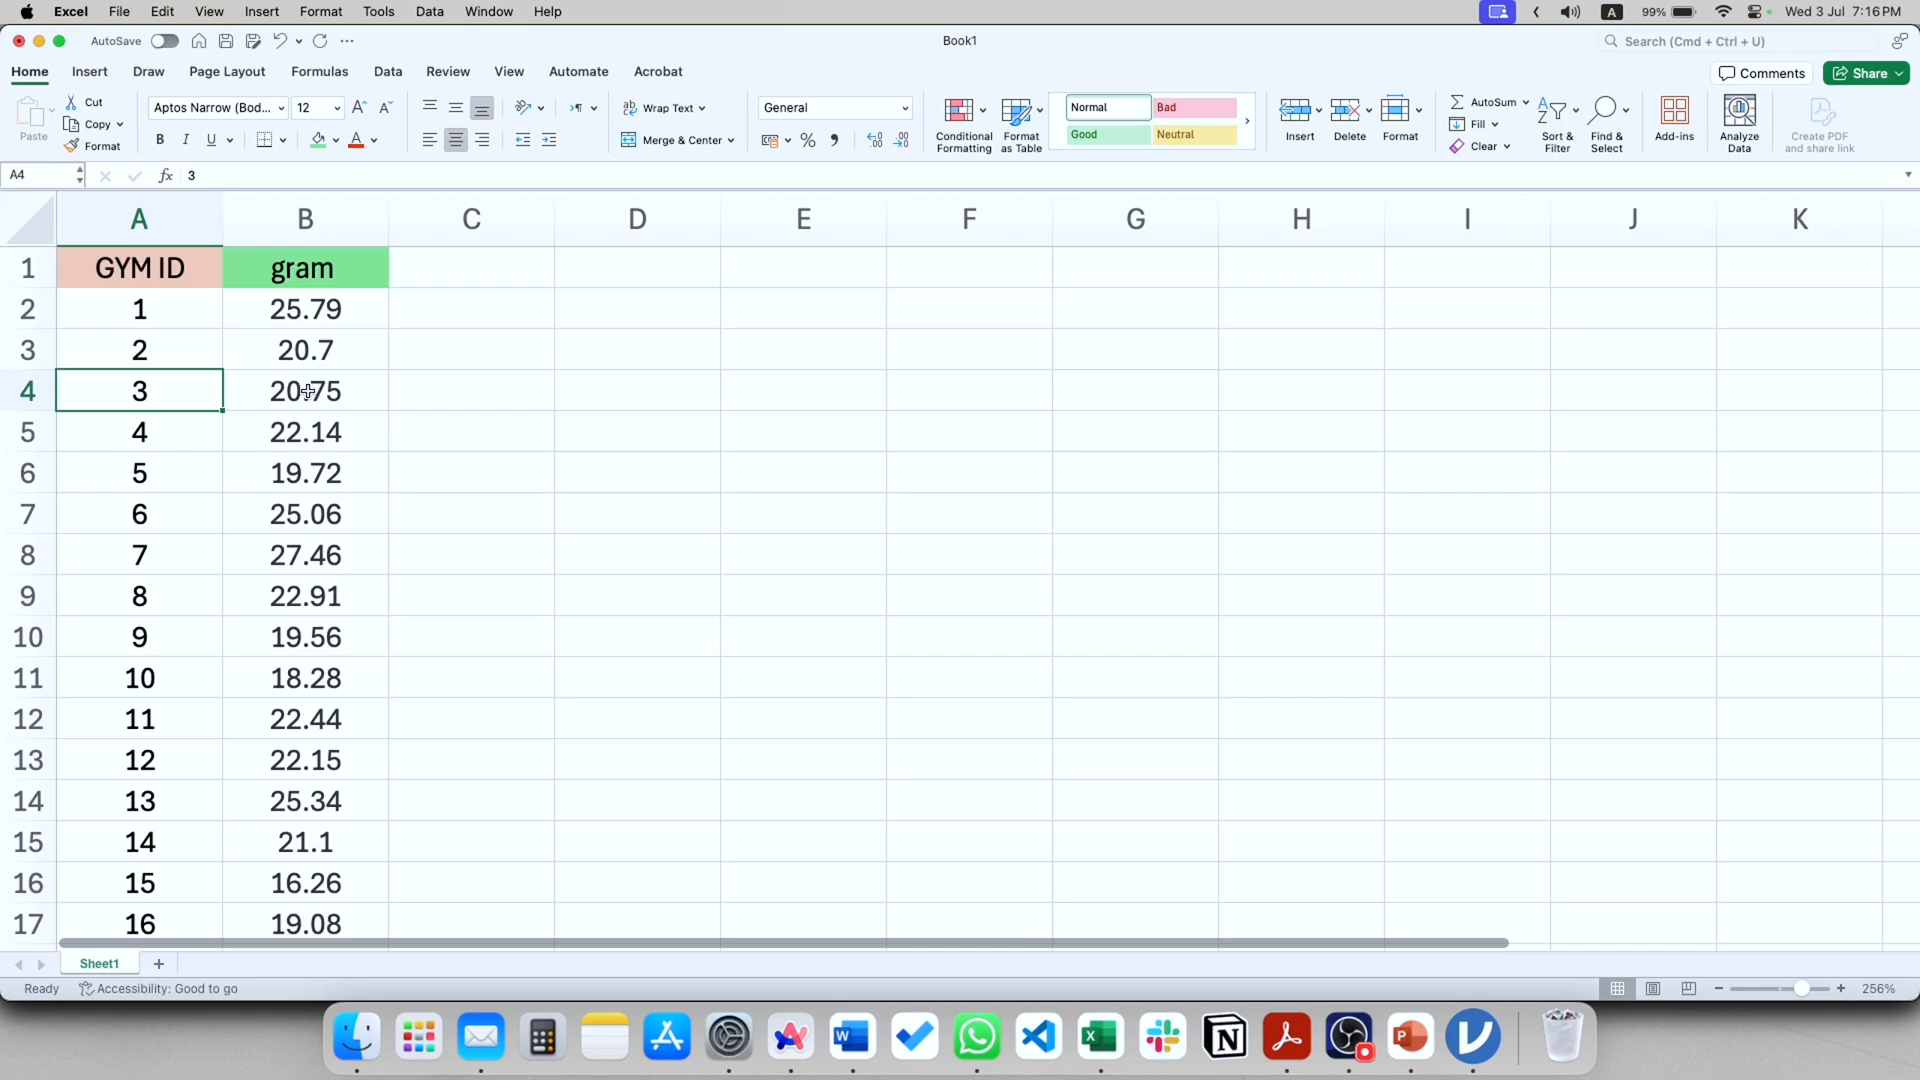 Excel File Edit View Insert Format Tools Data Window Help A 99% Wed 3 Jul 7:16 PM
AutoSave Book1 Search (Cmd + Ctrl + U)
Home Insert Draw Page Layout Formulas Data Review View Automate Acrobat Comments Share
Paste Cut Copy Format
Aptos Narrow (Bod... 12 A^ A
B I U A
ab Wrap Text
Merge & Center
General
% 9
Conditional Formatting Format as Table
Normal Bad
Good Neutral
Insert Delete Format
AutoSum
Fill
Clear
Sort & Filter Find & Select Add-ins Analyze Data Create PDF and share link
A4 fx 3
A B C D E F G H I J K
1 GYM ID gram
2 1 25.79
3 2 20.7
4 3 20.75
5 4 22.14
6 5 19.72
7 6 25.06
8 7 27.46
9 8 22.91
10 9 19.56
11 10 18.28
12 11 22.44
13 12 22.15
14 13 25.34
15 14 21.1
16 15 16.26
17 16 19.08
Sheet1 +
Ready Accessibility: Good to go 256%